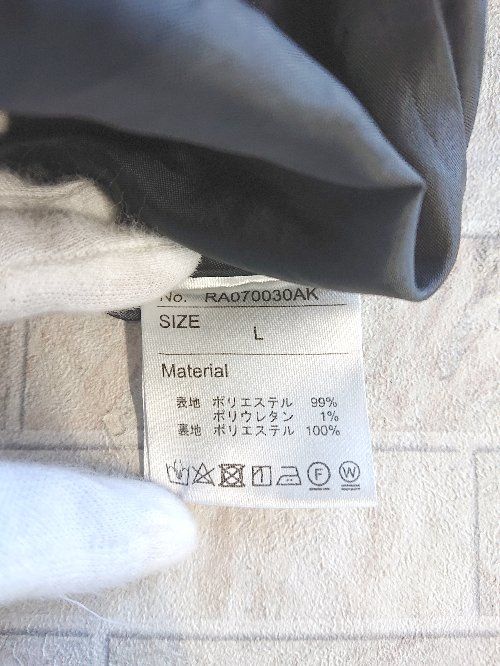 No. RA070030AK
SIZE
L
Material
表地 ポリエステル 99%
ポリウレタン 1%
裏地 ポリエステル 100%
F W